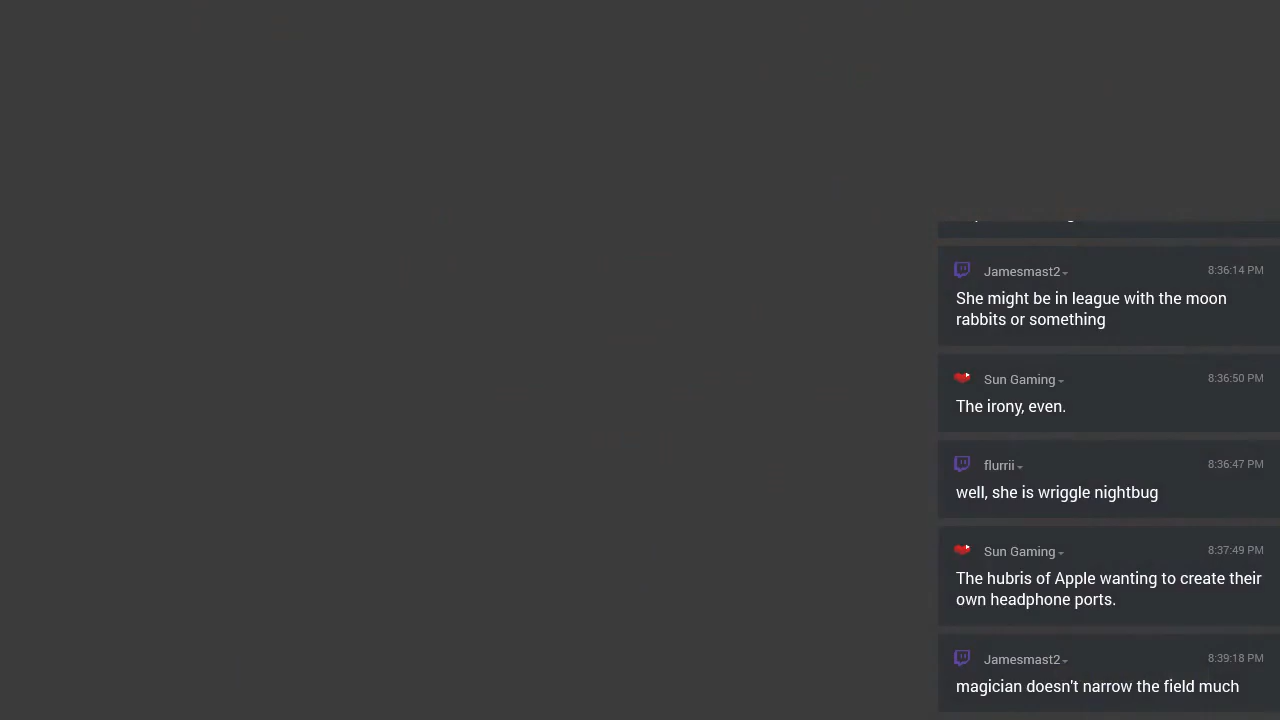 Jamesmast2
8:36:14 PM
She might be in league with the moon
rabbits or something
Sun Gaming
8:36:50 PM
The irony, even.
flurrii
8:36:47 PM
well, she is wriggle nightbug
Sun Gaming
8:37:49 PM
The hubris of Apple wanting to create their
own headphone ports.
Jamesmast2
8:39:18 PM
magician doesn't narrow the field much